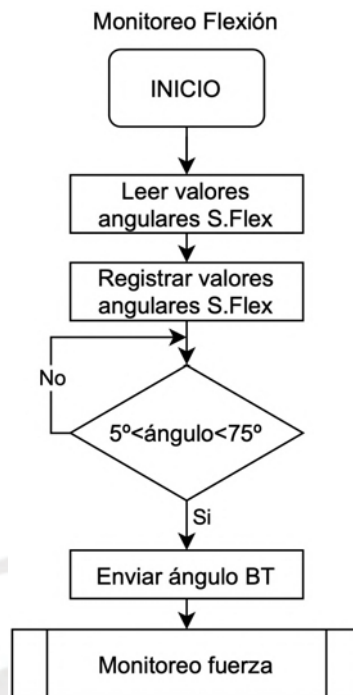 Monitoreo Flexión
INICIO
Leer valores
angulares S.Flex
Registrar valores
angulares S.Flex
No
5º<ángulo<75º
Si
Enviar ángulo BT
Monitoreo fuerza